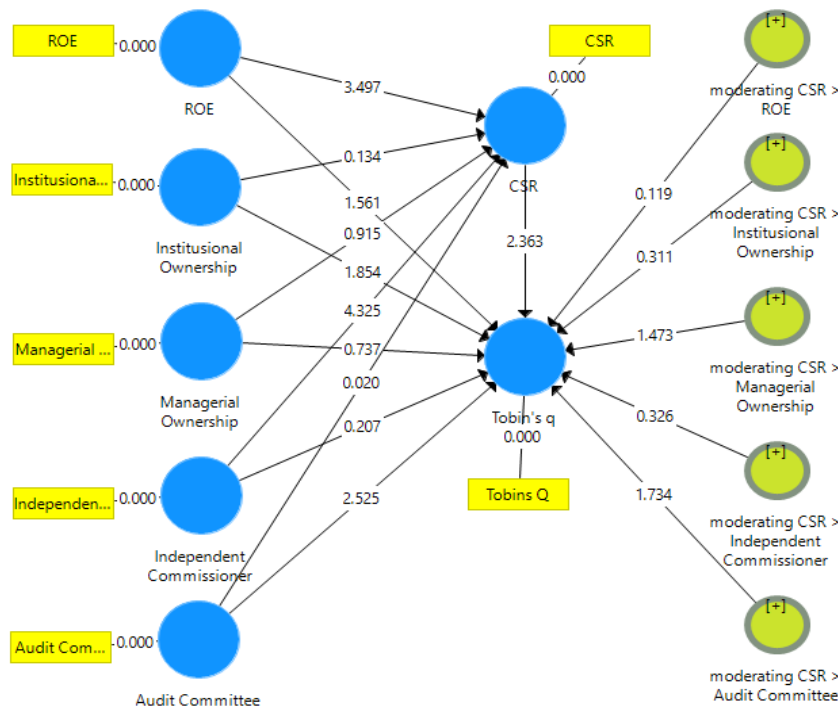 ROE
0.000
ROE
Institusiona...
0.000
Institusional
Ownership
Managerial ...
0.000
Managerial
Ownership
Independen...
0.000
Independent
Commissioner
Audit Com...
0.000
Audit Committee
3.497
0.134
1.561
0.915
1.854
4.325
0.737
0.020
0.207
2.525
CSR
0.000
CSR
2.363
Tobin's q
0.000
Tobins Q
0.119
0.311
1.473
0.326
1.734
[+]
moderating CSR >
ROE
[+]
moderating CSR >
Institutional
Ownership
[+]
moderating CSR >
Managerial
Ownership
[+]
moderating CSR >
Independent
Commissioner
[+]
moderating CSR >
Audit Committee